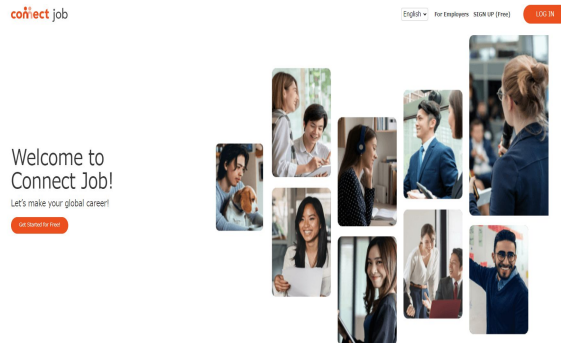 connect job
English
For Employers
SIGN UP (Free)
LOG IN
Welcome to
Connect Job!
Let's make your global career!
Get Started for Free!